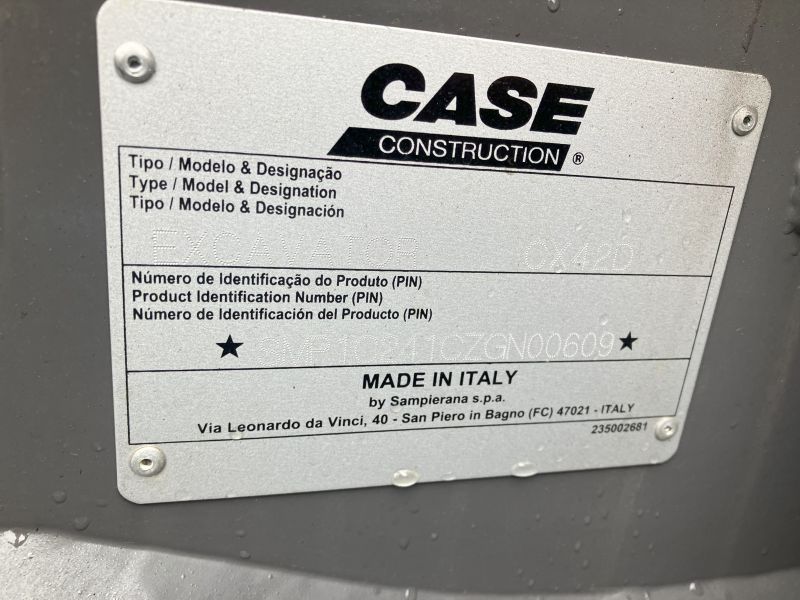 CASE
CONSTRUCTION ®
Tipo / Modelo & Designação
Type / Model & Designation
Tipo / Modelo & Designación
EXCAVATOR CX42D
Número de Identificação do Produto (PIN)
Product Identification Number (PIN)
Número de Identificación del Producto (PIN)
MADE IN ITALY
by Sampierana s.p.a.
Via Leonardo da Vinci, 40 - San Piero in Bagno (FC) 47021 - ITALY
235002681